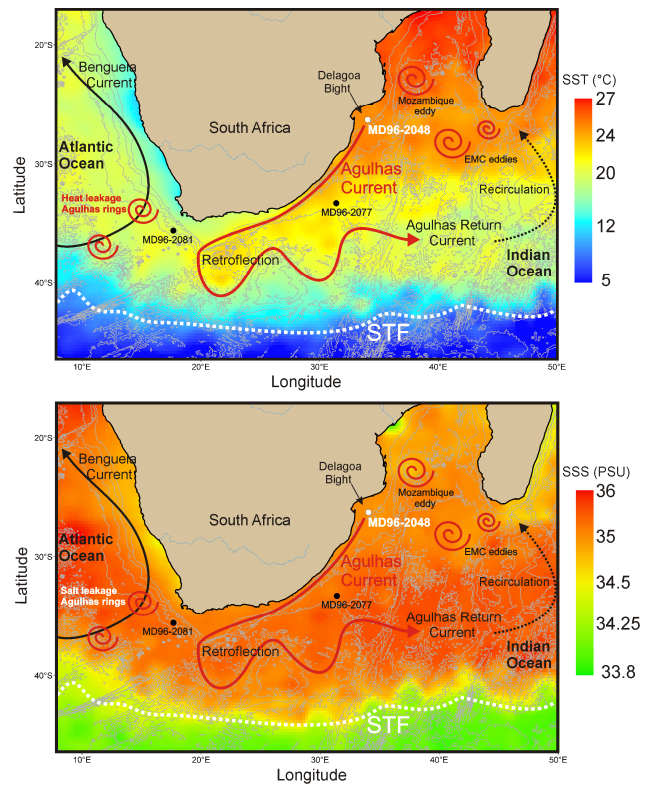 20°S
30°S
40°S
Latitude
Benguela
Current
Atlantic
Ocean
Heat leakage
Agulhas rings
MD96-2081
South Africa
Delagoa
Bight
MD96-2048
Mozambique
eddy
EMC eddies
Agulhas
Current
MD96-2077
Recirculation
Agulhas Return
Current
Retroflection
Indian
Ocean
STF
10°E
20°E
30°E
40°E
50°E
Longitude
SST (°C)
27
24
20
12
5
20°S
30°S
40°S
Latitude
Benguela
Current
Atlantic
Ocean
Salt leakage
Agulhas rings
MD96-2081
South Africa
Delagoa
Bight
MD96-2048
Mozambique
eddy
EMC eddies
Agulhas
Current
MD96-2077
Recirculation
Agulhas Return
Current
Retroflection
Indian
Ocean
STF
10°E
20°E
30°E
40°E
50°E
Longitude
SSS (PSU)
36
35
34.5
34.25
33.8